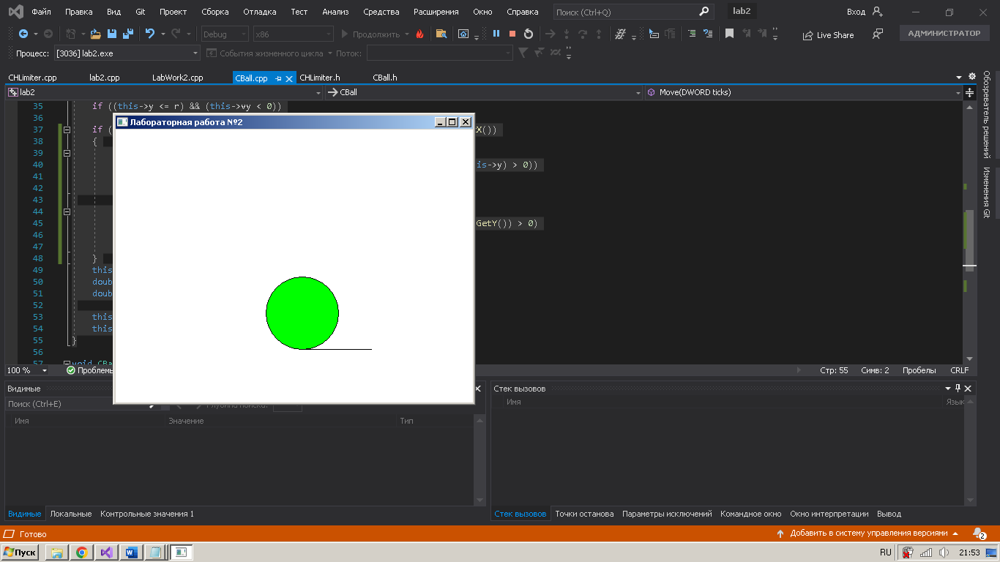 Файл Правка Вид Git Проект Сборка Отладка Тест Анализ Средства Расширения Окно Справка Поиск (Ctrl+Q) lab2 Вход
Debug x86 Продолжить Live Share АДМИНИСТРАТОР
Процесс: [3036] lab2.exe События жизненного цикла Поток:
CHLimiter.cpp lab2.cpp LabWork2.cpp CBall.cpp CHLimiter.h CBall.h
lab2 CBall Move(DWORD ticks)
Обозреватель решений
Изменения Git
35 if ((this->y <= r) && (this->vy < 0))
36
Лабораторная работа №2
37 if ( X())
38 {
39
40 is->y) > 0))
41
42
43
44
45 GetY()) > 0)
46
47
48 }
49 this
50 doub
51 doub
52
53 this
54 this
55 }
56
57 void CBa
100 % Проблемы Стр: 55 Симв: 2 Пробелы CRLF
Видимые Стек вызовов
Поиск (Ctrl+E) Глубина поиска: Имя Язык
Имя Значение Тип
Видимые Локальные Контрольные значения 1 Стек вызовов Точки останова Параметры исключений Командное окно Окно интерпретации Вывод
Готово Добавить в систему управления версиями 2
Пуск RU 21:53